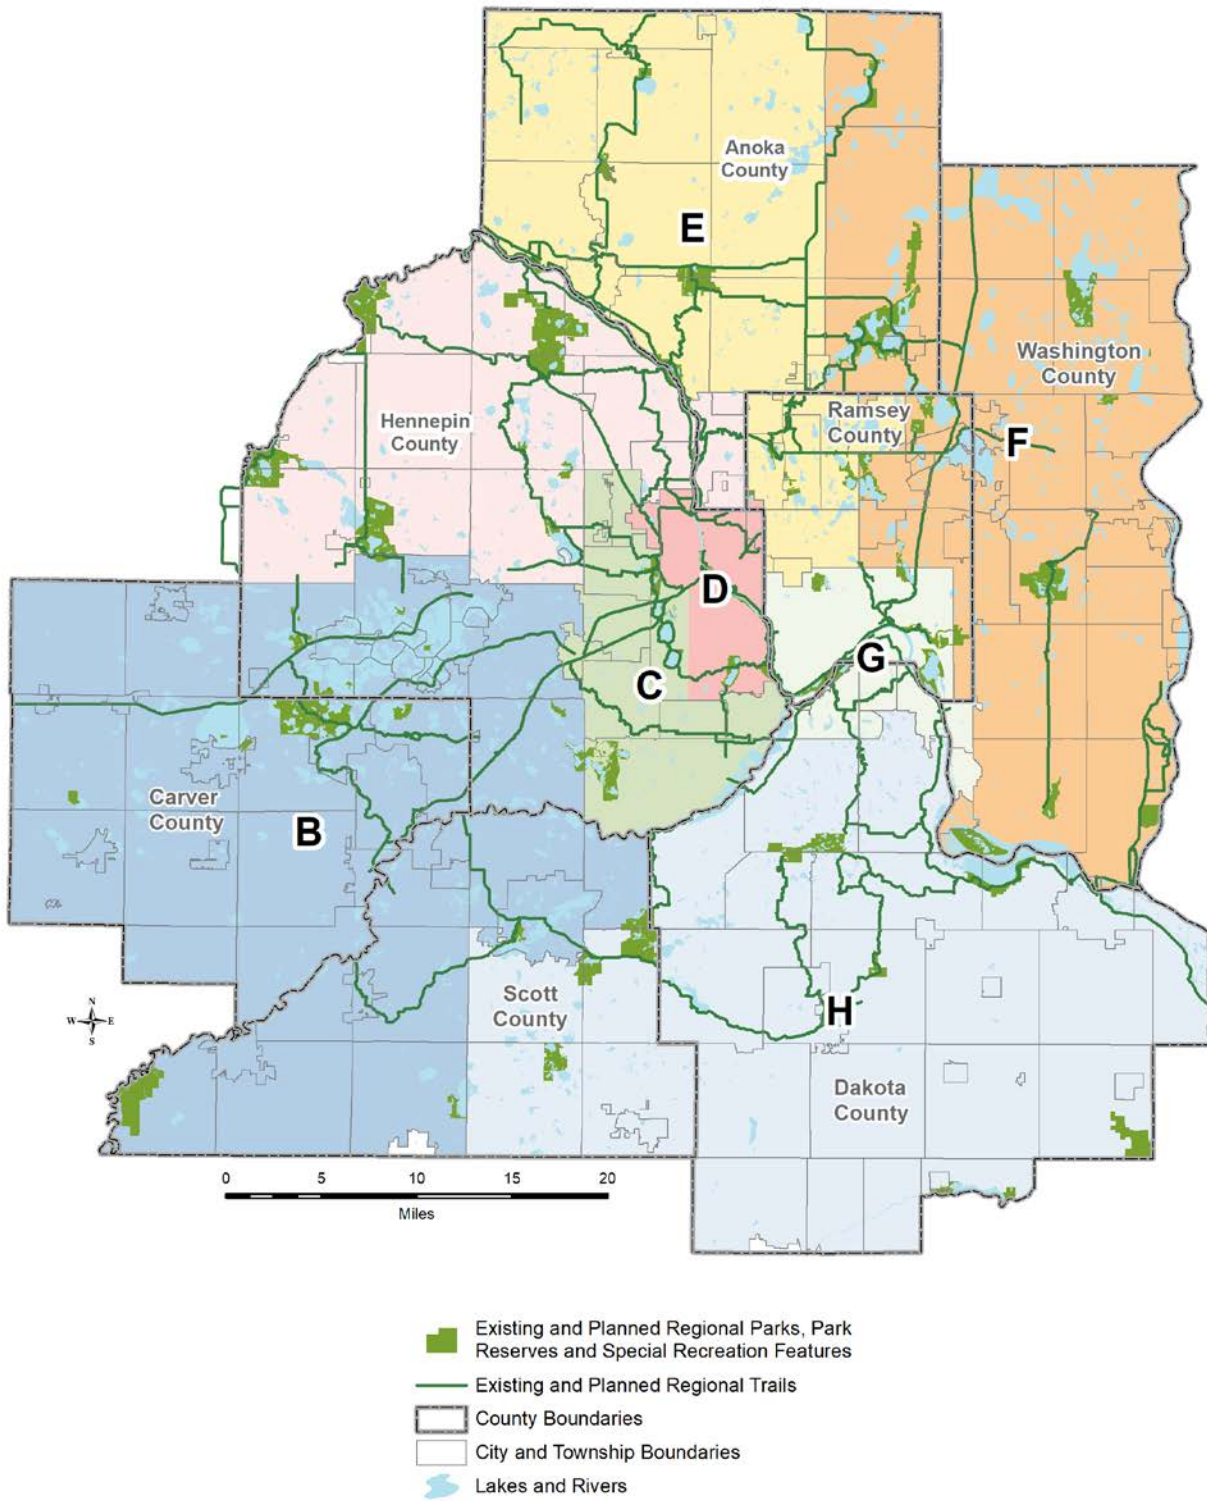 Anoka
County
E
Washington
County
Ramsey
County
Hennepin
County
F
D
G
C
Carver
County
B
N
W E
S
Scott
County
H
Dakota
County
0 5 10 15 20
Miles
Existing and Planned Regional Parks, Park
Reserves and Special Recreation Features
Existing and Planned Regional Trails
County Boundaries
City and Township Boundaries
Lakes and Rivers